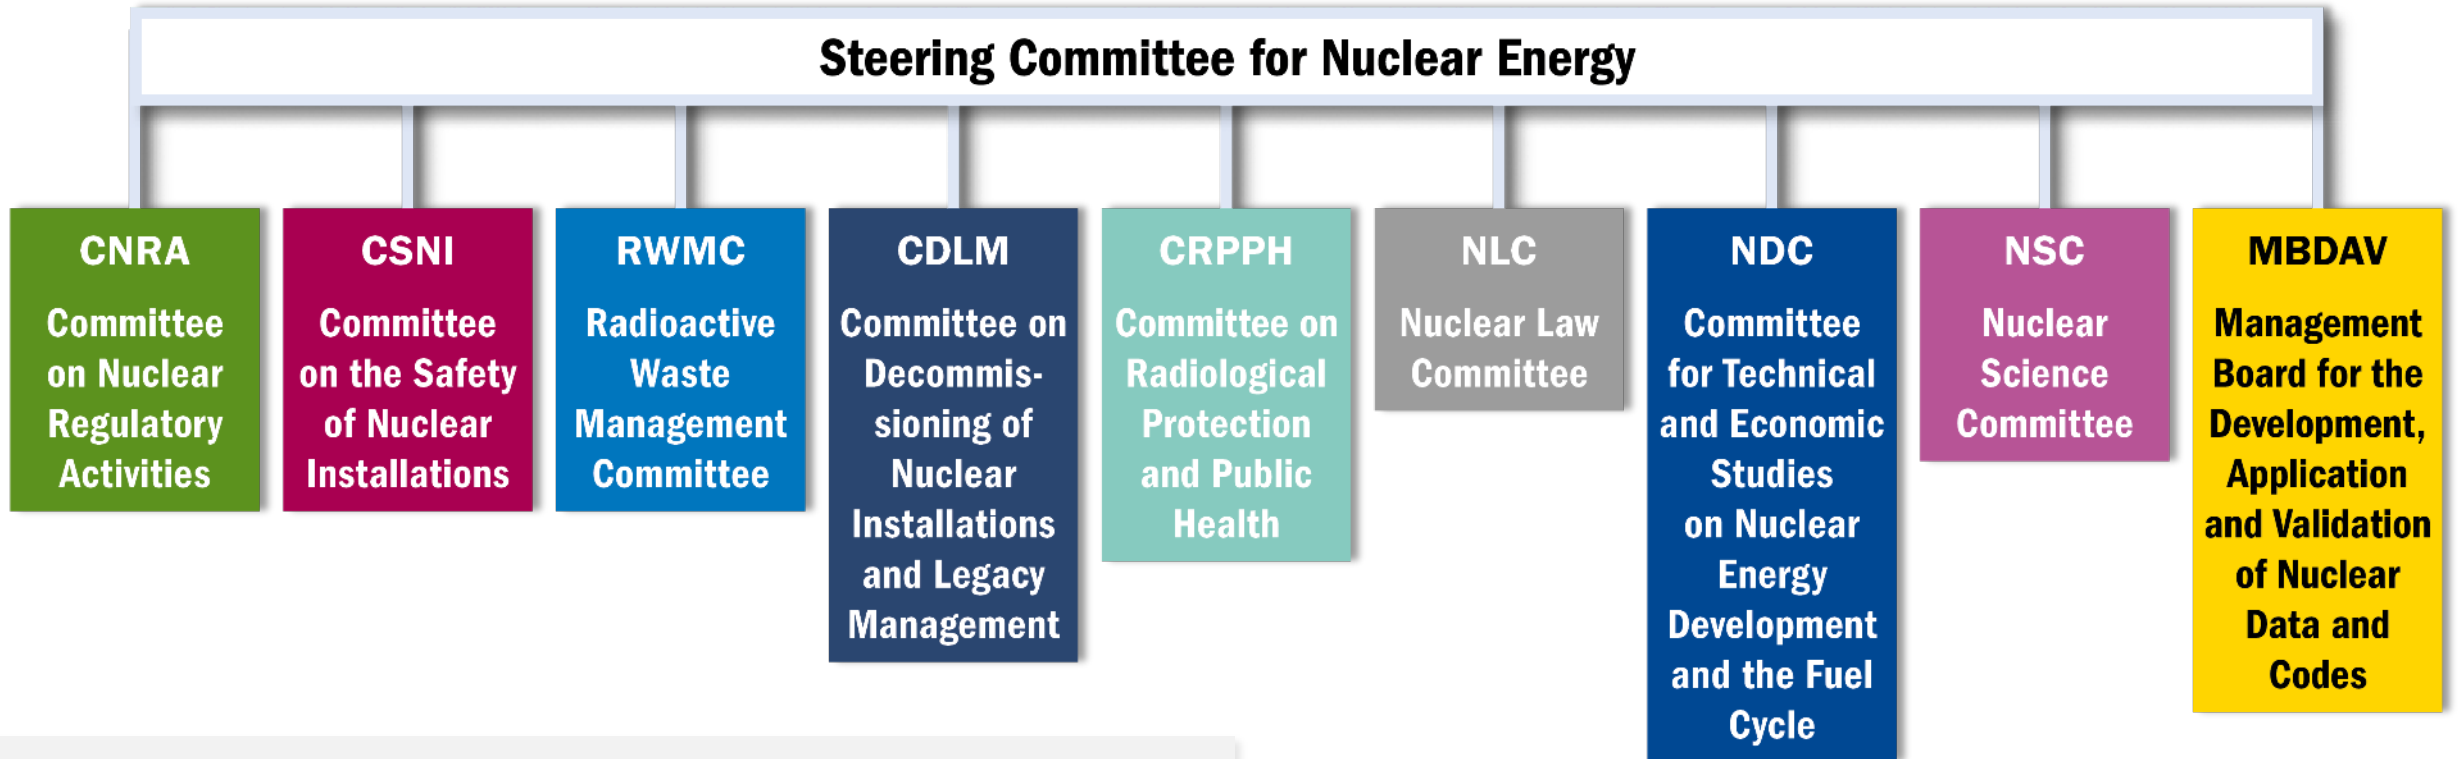 Steering Committee for Nuclear Energy
CNRA
Committee
on Nuclear
Regulatory
Activities
CSNI
Committee
on the Safety
of Nuclear
Installations
RWMC
Radioactive
Waste
Management
Committee
CDLM
Committee on
Decommis-
sioning of
Nuclear
Installations
and Legacy
Management
CRPPH
Committee on
Radiological
Protection
and Public
Health
NLC
Nuclear Law
Committee
NDC
Committee
for Technical
and Economic
Studies
on Nuclear
Energy
Development
and the Fuel
Cycle
NSC
Nuclear
Science
Committee
MBDAV
Management
Board for the
Development,
Application
and Validation
of Nuclear
Data and
Codes